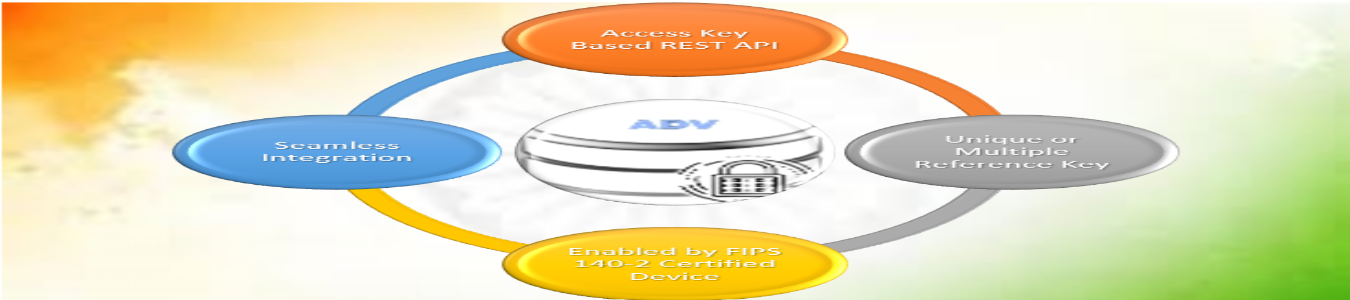 Access Key
Based REST API
Seamless
Integration
ADV
Unique or
Multiple
Reference Key
Enabled by FIPS
140-2 Certified
Device